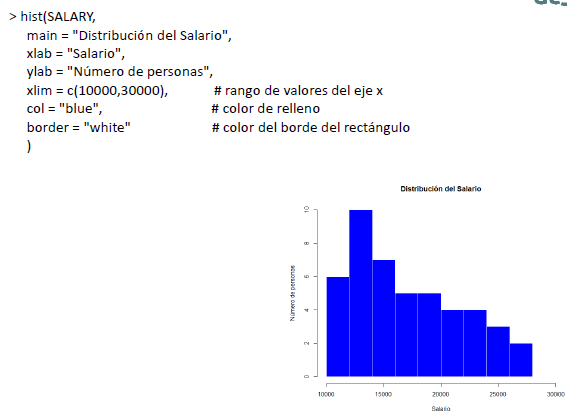 > hist(SALARY,
main = "Distribución del Salario",
xlab = "Salario",
ylab = "Número de personas",
xlim = c(10000,30000), # rango de valores del eje x
col = "blue", # color de relleno
border = "white" # color del borde del rectángulo
)
Distribución del Salario
Número de personas
10
8
6
4
2
0
10000 15000 20000 25000 30000
Salario